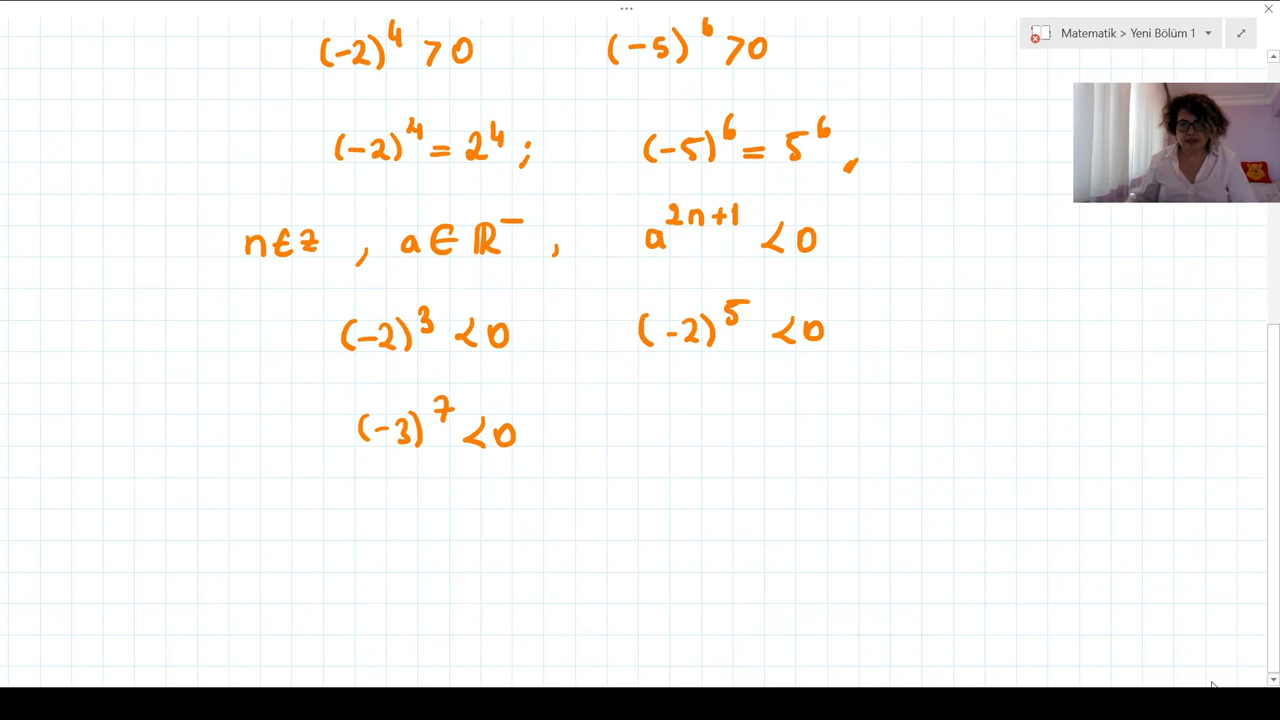 Matematik > Yeni Bölüm 1
(-2)⁴ > 0 (-5)⁶ > 0
(-2)⁴ = 2⁴ ; (-5)⁶ = 5⁶ ,
n ∈ z , a ∈ ℝ⁻ , a²ⁿ⁺¹ < 0
(-2)³ < 0 (-2)⁵ < 0
(-3)⁷ < 0